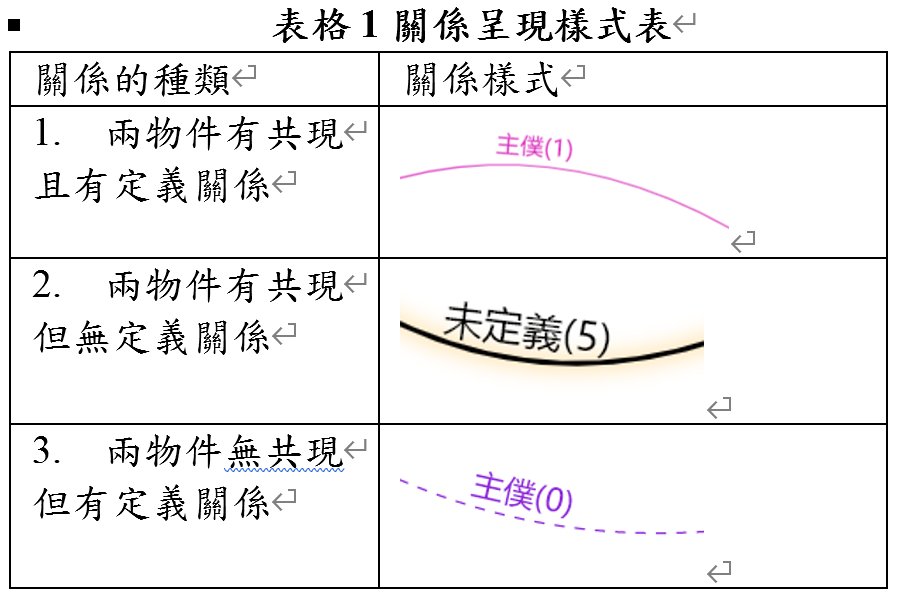 表格1 關係呈現樣式表
關係的種類
關係樣式
1. 兩物件有共現
且有定義關係
主僕(1)
2. 兩物件有共現
但無定義關係
未定義(5)
3. 兩物件無共現
但有定義關係
主僕(0)